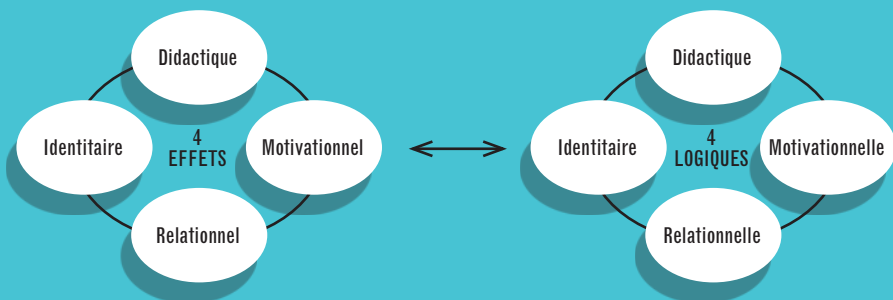 Didactique
Identitaire
4
EFFETS
Motivationnel
Relationnel
Didactique
Identitaire
4
LOGIQUES
Motivationnelle
Relationnelle